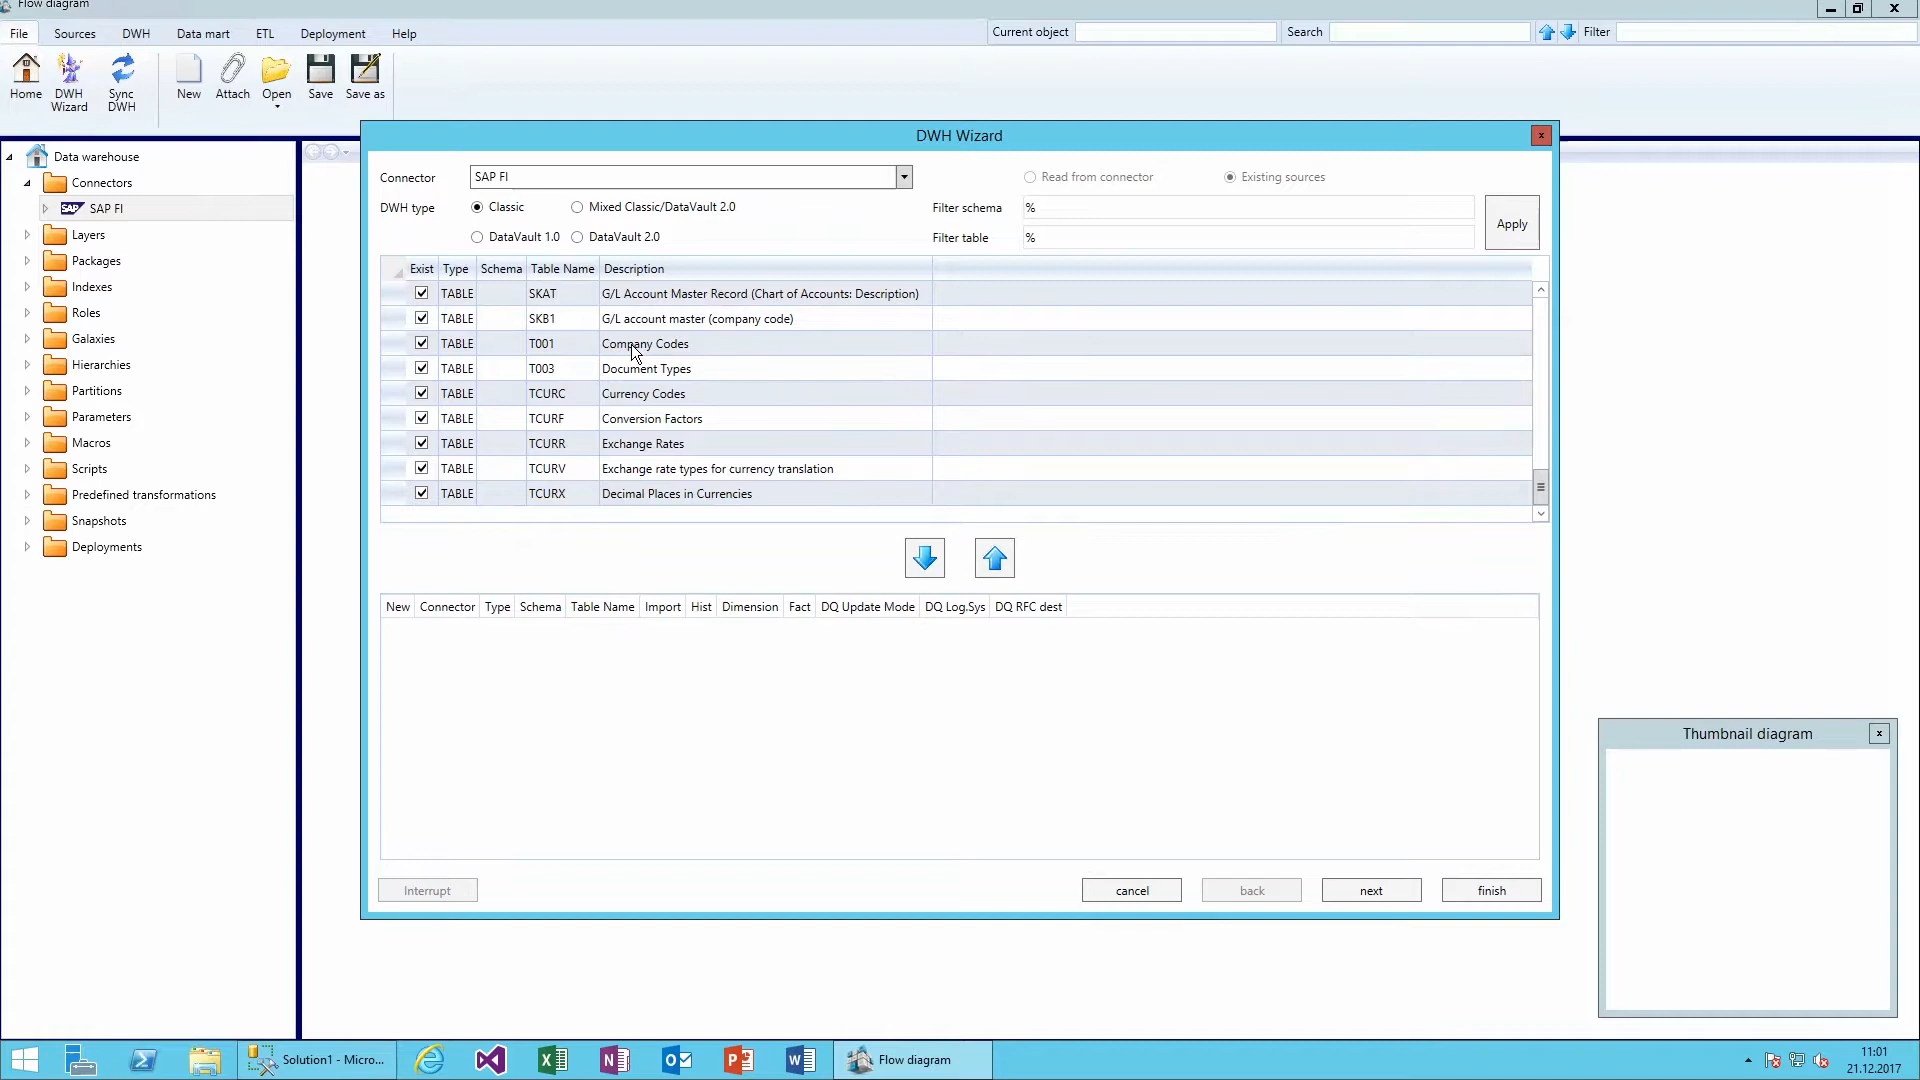 Flow diagram
File Sources DWH Data mart ETL Deployment Help Current object Search Filter
Home DWH Wizard Sync DWH New Attach Open Save Save as
DWH Wizard
Data warehouse
Connectors
SAP FI
Layers
Packages
Indexes
Roles
Galaxies
Hierarchies
Partitions
Parameters
Macros
Scripts
Predefined transformations
Snapshots
Deployments
Connector SAP FI Read from connector Existing sources
DWH type Classic Mixed Classic/DataVault 2.0 Filter schema % Apply
DataVault 1.0 DataVault 2.0 Filter table %
Exist Type Schema Table Name Description
TABLE SKAT G/L Account Master Record (Chart of Accounts: Description)
TABLE SKB1 G/L account master (company code)
TABLE T001 Company Codes
TABLE T003 Document Types
TABLE TCURC Currency Codes
TABLE TCURF Conversion Factors
TABLE TCURR Exchange Rates
TABLE TCURV Exchange rate types for currency translation
TABLE TCURX Decimal Places in Currencies
New Connector Type Schema Table Name Import Hist Dimension Fact DQ Update Mode DQ Log.Sys DQ RFC dest
Interrupt cancel back next finish
Thumbnail diagram
Solution1 - Micro... Flow diagram
11:01
21.12.2017